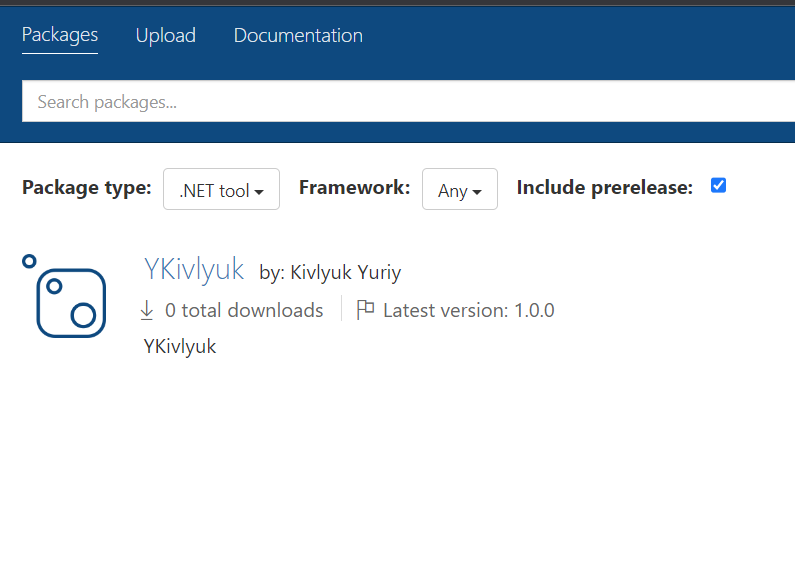 Packages Upload Documentation
Search packages...
Package type: .NET tool Framework: Any Include prerelease:
YKivlyuk by: Kivlyuk Yuriy
0 total downloads Latest version: 1.0.0
YKivlyuk